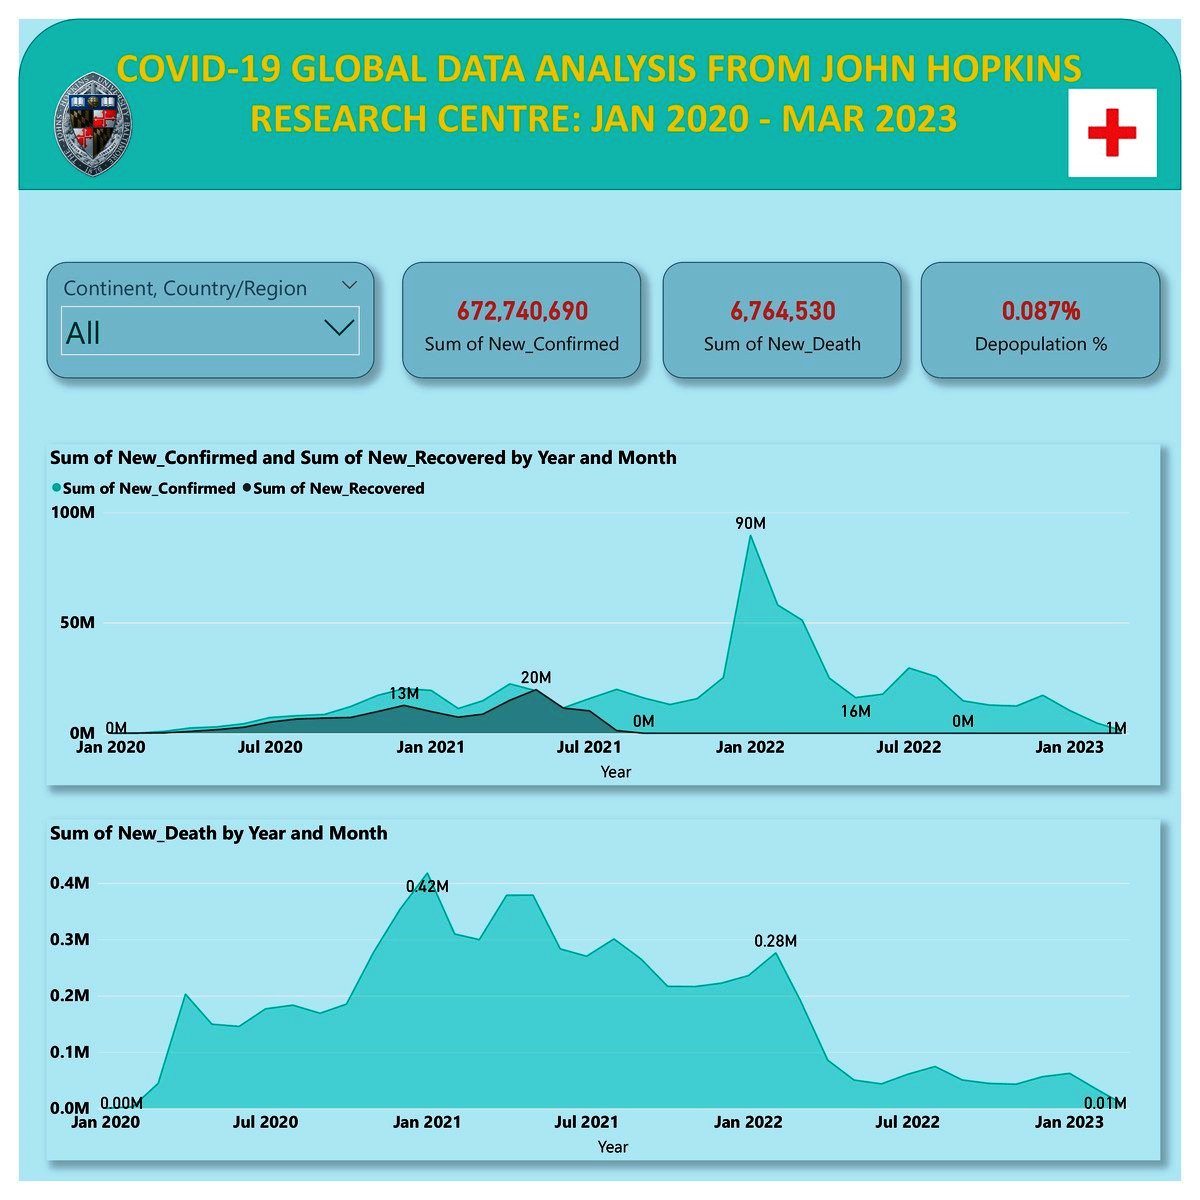 COVID-19 GLOBAL DATA ANALYSIS FROM JOHN HOPKINS
RESEARCH CENTRE: JAN 2020 - MAR 2023
Continent, Country/Region
All
672,740,690
Sum of New_Confirmed
6,764,530
Sum of New_Death
0.087%
Depopulation %
Sum of New_Confirmed and Sum of New_Recovered by Year and Month
Sum of New_Confirmed Sum of New_Recovered
100M
50M
0M
0M
13M
20M
0M
90M
16M
0M
1M
Jan 2020 Jul 2020 Jan 2021 Jul 2021 Jan 2022 Jul 2022 Jan 2023
Year
Sum of New_Death by Year and Month
0.4M
0.3M
0.2M
0.1M
0.0M
0.00M
0.42M
0.28M
0.01M
Jan 2020 Jul 2020 Jan 2021 Jul 2021 Jan 2022 Jul 2022 Jan 2023
Year